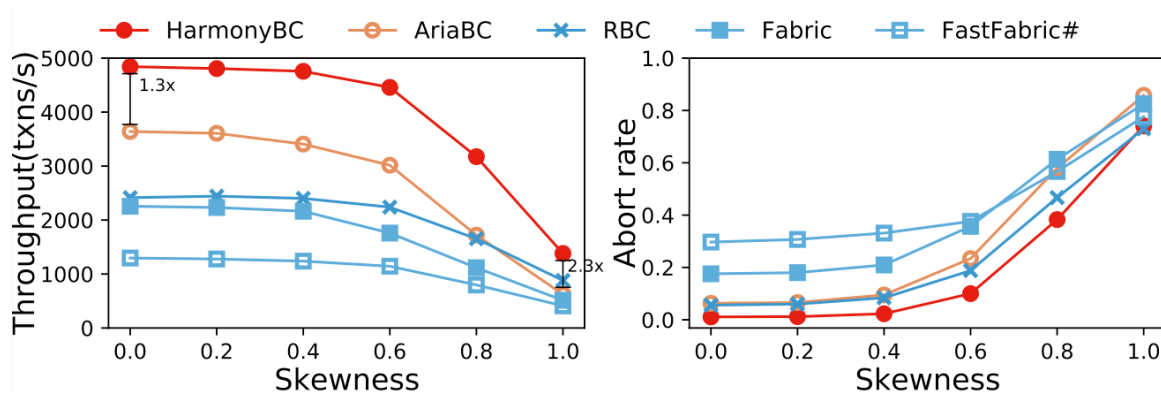 HarmonyBC AriaBC RBC Fabric FastFabric#
Throughput(txns/s)
5000
4000
3000
2000
1000
0
1.3x
2.3x
0.0 0.2 0.4 0.6 0.8 1.0
Skewness
Abort rate
1.0
0.8
0.6
0.4
0.2
0.0
0.0 0.2 0.4 0.6 0.8 1.0
Skewness